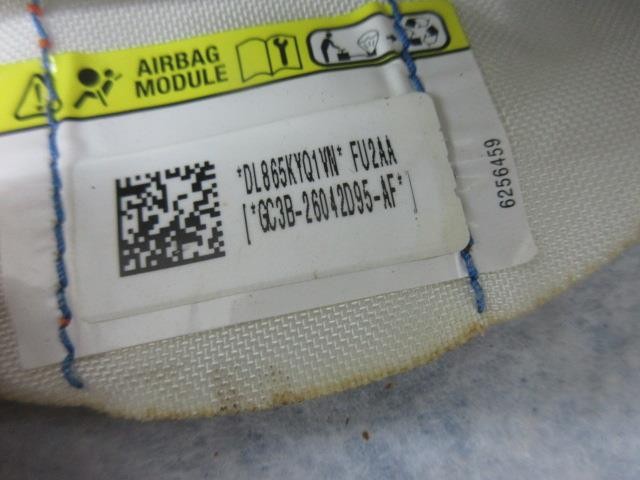 AIRBAG
MODULE
*DL865KYQ1VN* FU2AA
[*GC3B-26042D95-AF*]
6256459